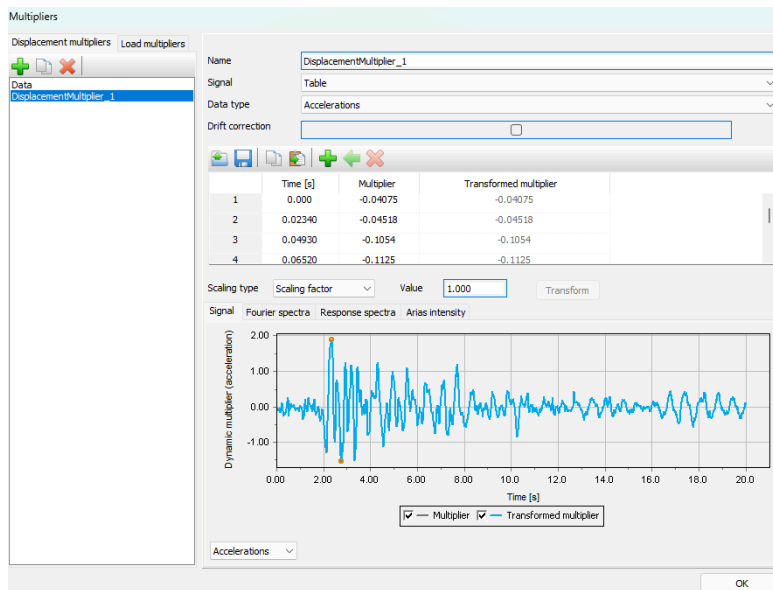 Multipliers
Displacement multipliers Load multipliers
Data
DisplacementMultiplier_1
Name DisplacementMultiplier_1
Signal Table
Data type Accelerations
Drift correction
Time [s] Multiplier Transformed multiplier
1 0.000 -0.04075 -0.04075
2 0.02340 -0.04518 -0.04518
3 0.04930 -0.1054 -0.1054
4 0.06520 -0.1125 -0.1125
Scaling type Scaling factor Value 1.000 Transform
Signal Fourier spectra Response spectra Arias intensity
Dynamic multiplier (acceleration)
2.00
1.00
0.00
-1.00
0.00 2.00 4.00 6.00 8.00 10.0 12.0 14.0 16.0 18.0 20.0
Time [s]
Multiplier Transformed multiplier
Accelerations
OK